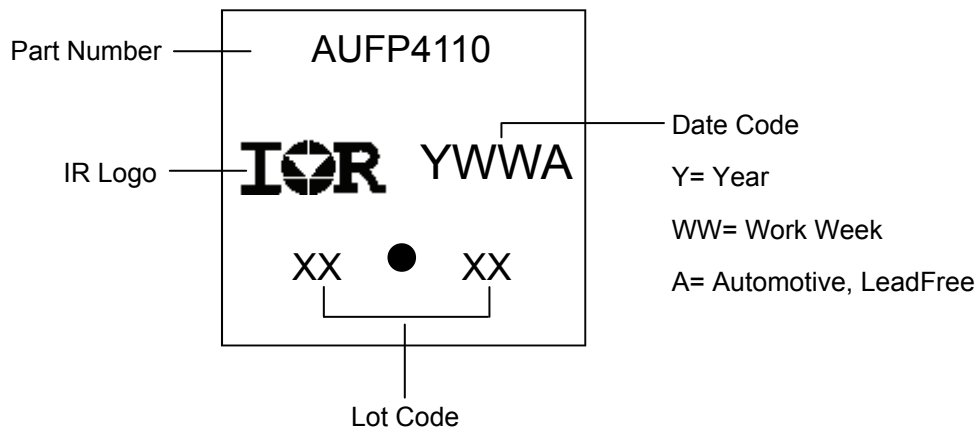 Part Number
AUFP4110
IR Logo
IOR
YWWA
Date Code
Y= Year
WW= Work Week
A= Automotive, LeadFree
XX
XX
Lot Code